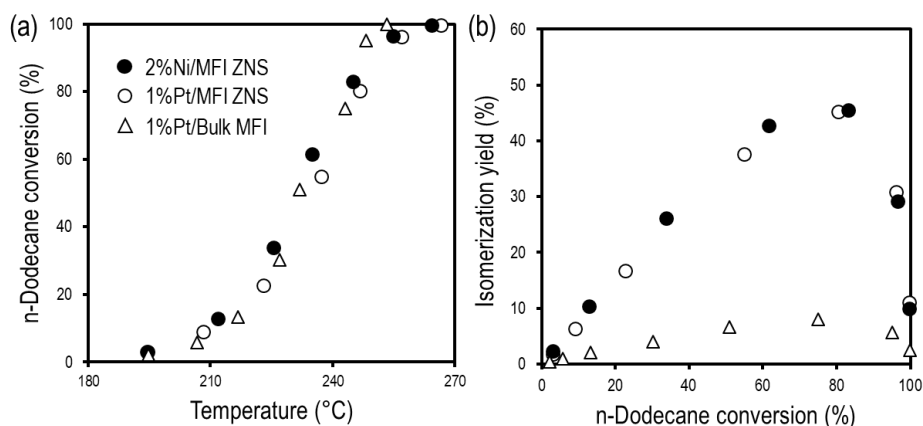 (a)
n-Dodecane conversion (%)
100
80
60
40
20
0
2%Ni/MFI ZNS
1%Pt/MFI ZNS
1%Pt/Bulk MFI
180
210
240
270
Temperature (°C)
(b)
Isomerization yield (%)
60
50
40
30
20
10
0
0
20
40
60
80
100
n-Dodecane conversion (%)